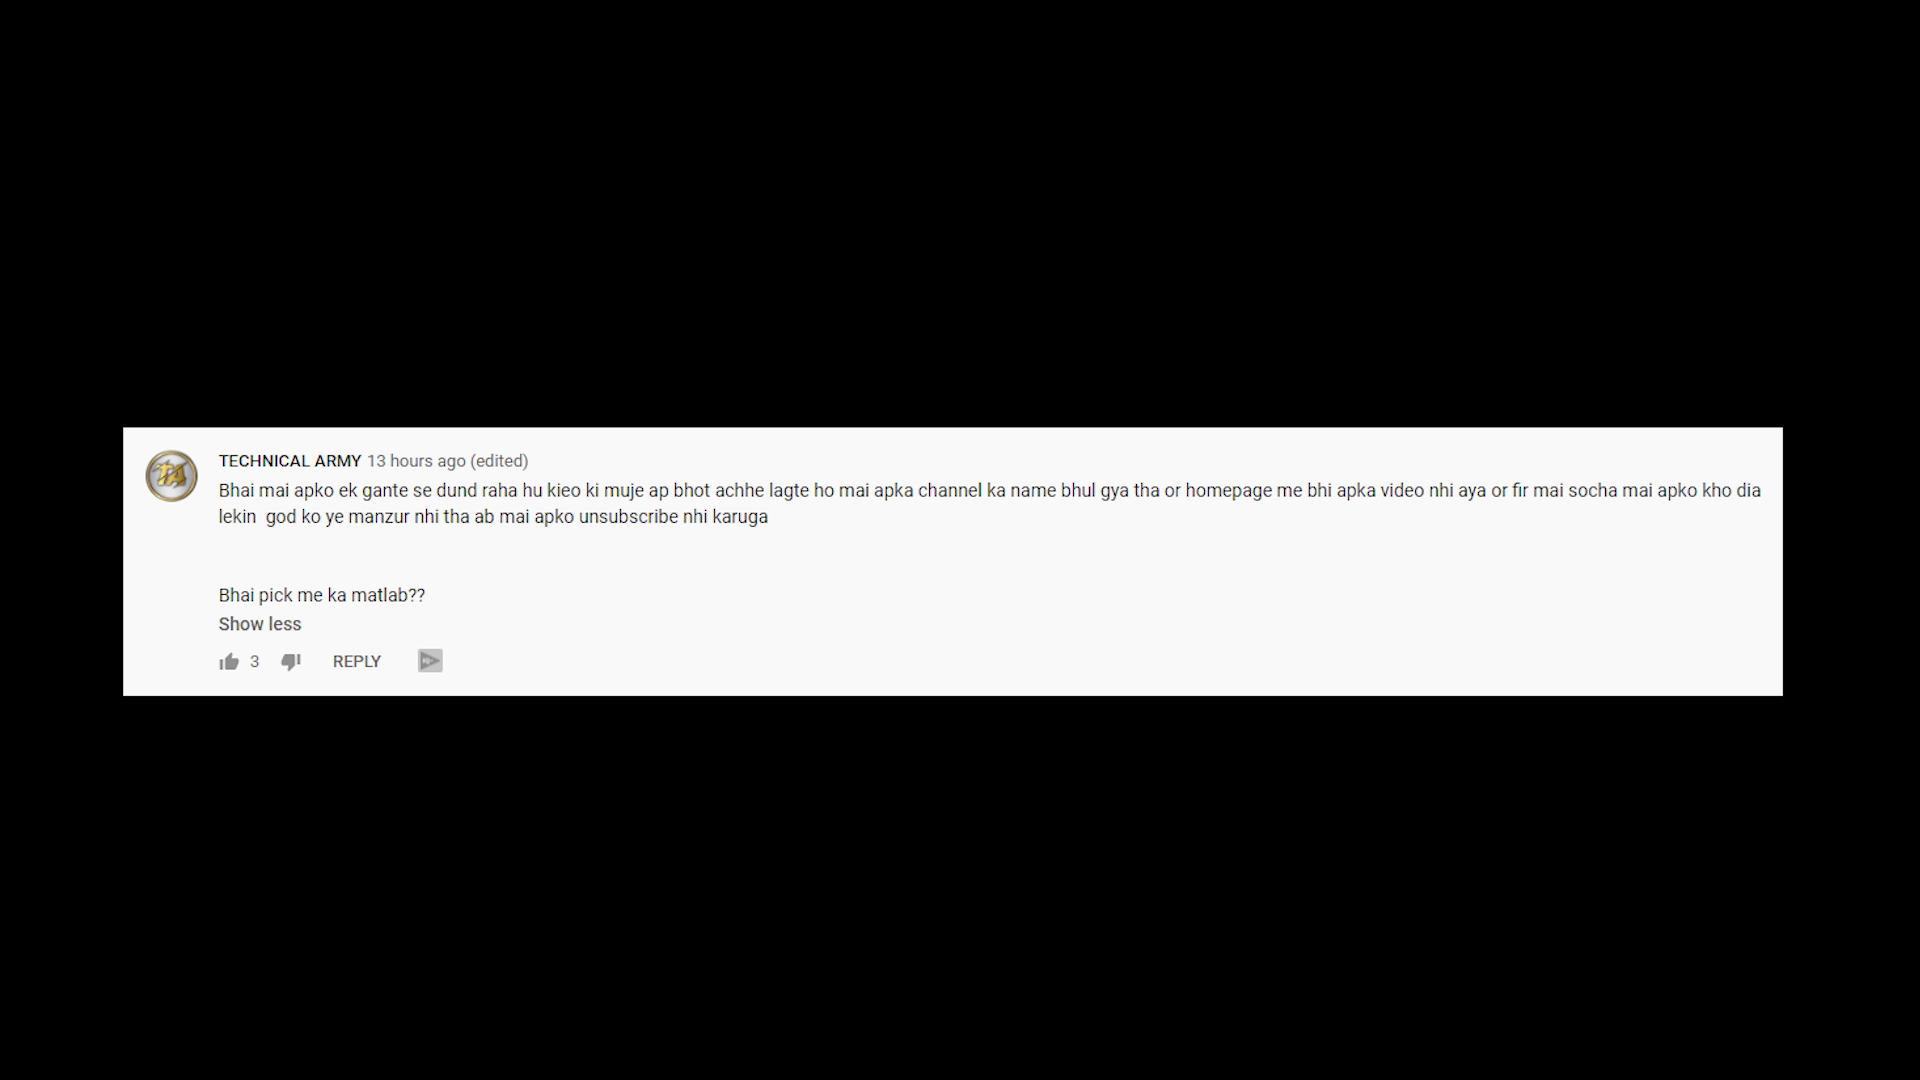 TECHNICAL ARMY 13 hours ago (edited)
Bhai mai apko ek gante se dund raha hu kieo ki muje ap bhot achhe lagte ho mai apka channel ka name bhul gya tha or homepage me bhi apka video nhi aya or fir mai socha mai apko kho dia
lekin  god ko ye manzur nhi tha ab mai apko unsubscribe nhi karuga
Bhai pick me ka matlab??
Show less
3 REPLY
TA